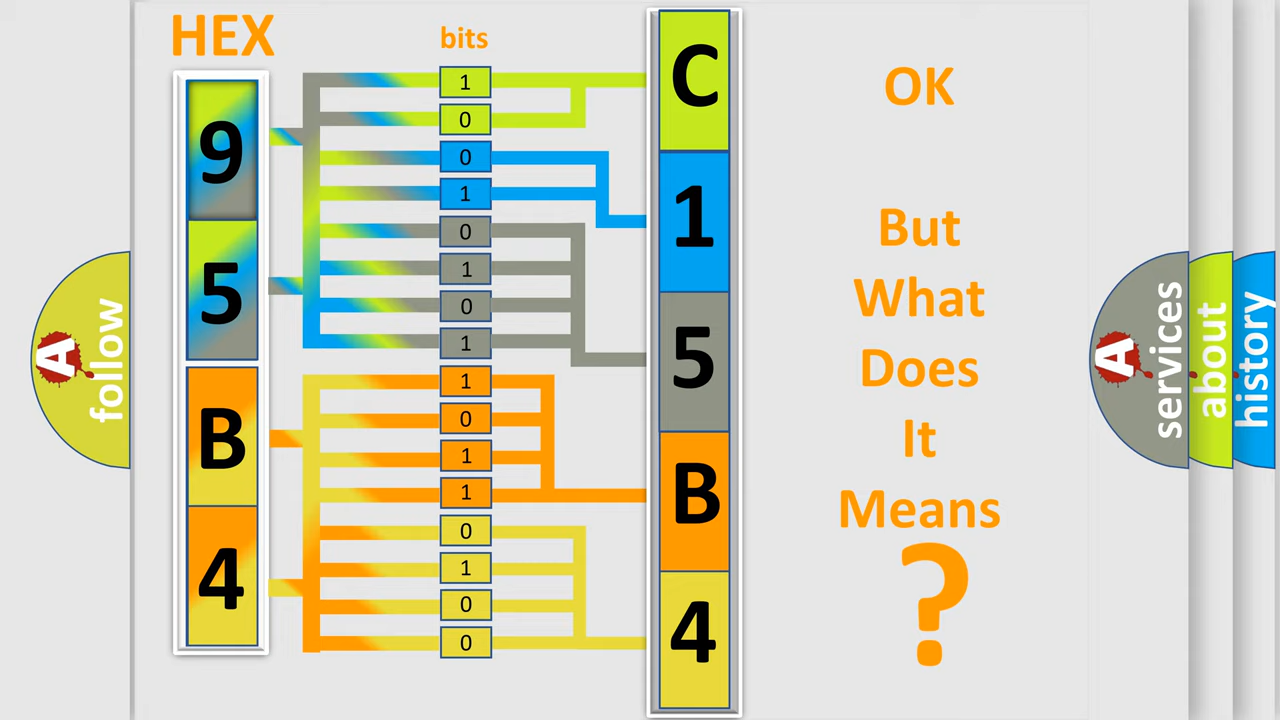 HEX
bits
9
5
B
4
1
0
0
1
0
1
0
1
1
0
1
1
0
1
0
0
C
1
5
B
4
OK
But
What
Does
It
Means
?
A
follow
A
services
about
history